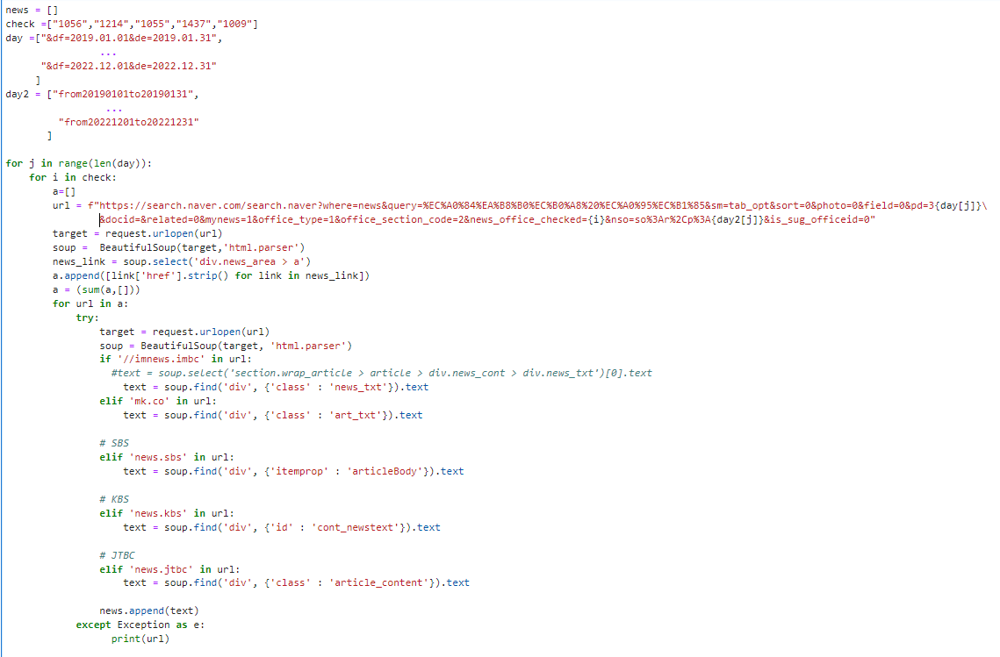 news = []
check =["1056","1214","1055","1437","1009"]
day =["&df=2019.01.01&de=2019.01.31",
...
"&df=2022.12.01&de=2022.12.31"
]
day2 = ["from20190101to20190131",
...
"from20221201to20221231"
]
for j in range(len(day)):
for i in check:
a=[]
url = f"https://search.naver.com/search.naver?where=news&query=%EC%A0%84%EA%B8%B0%EC%B0%A8%20%EC%A0%95%EC%B1%85&sm=tab_opt&sort=0&photo=0&field=0&pd=3{day[j]}\
&docid=&related=0&mynews=1&office_type=1&office_section_code=2&news_office_checked={i}&nso=so%3Ar%2Cp%3A{day2[j]}&is_sug_officeid=0"
target = request.urlopen(url)
soup =  BeautifulSoup(target,'html.parser')
news_link = soup.select('div.news_area > a')
a.append([link['href'].strip() for link in news_link])
a = (sum(a,[]))
for url in a:
try:
target = request.urlopen(url)
soup = BeautifulSoup(target, 'html.parser')
if '//imnews.imbc' in url:
#text = soup.select('section.wrap_article > article > div.news_cont > div.news_txt')[0].text
text = soup.find('div', {'class' : 'news_txt'}).text
elif 'mk.co' in url:
text = soup.find('div', {'class' : 'art_txt'}).text
# SBS
elif 'news.sbs' in url:
text = soup.find('div', {'itemprop' : 'articleBody'}).text
# KBS
elif 'news.kbs' in url:
text = soup.find('div', {'id' : 'cont_newstext'}).text
# JTBC
elif 'news.jtbc' in url:
text = soup.find('div', {'class' : 'article_content'}).text
news.append(text)
except Exception as e:
print(url)